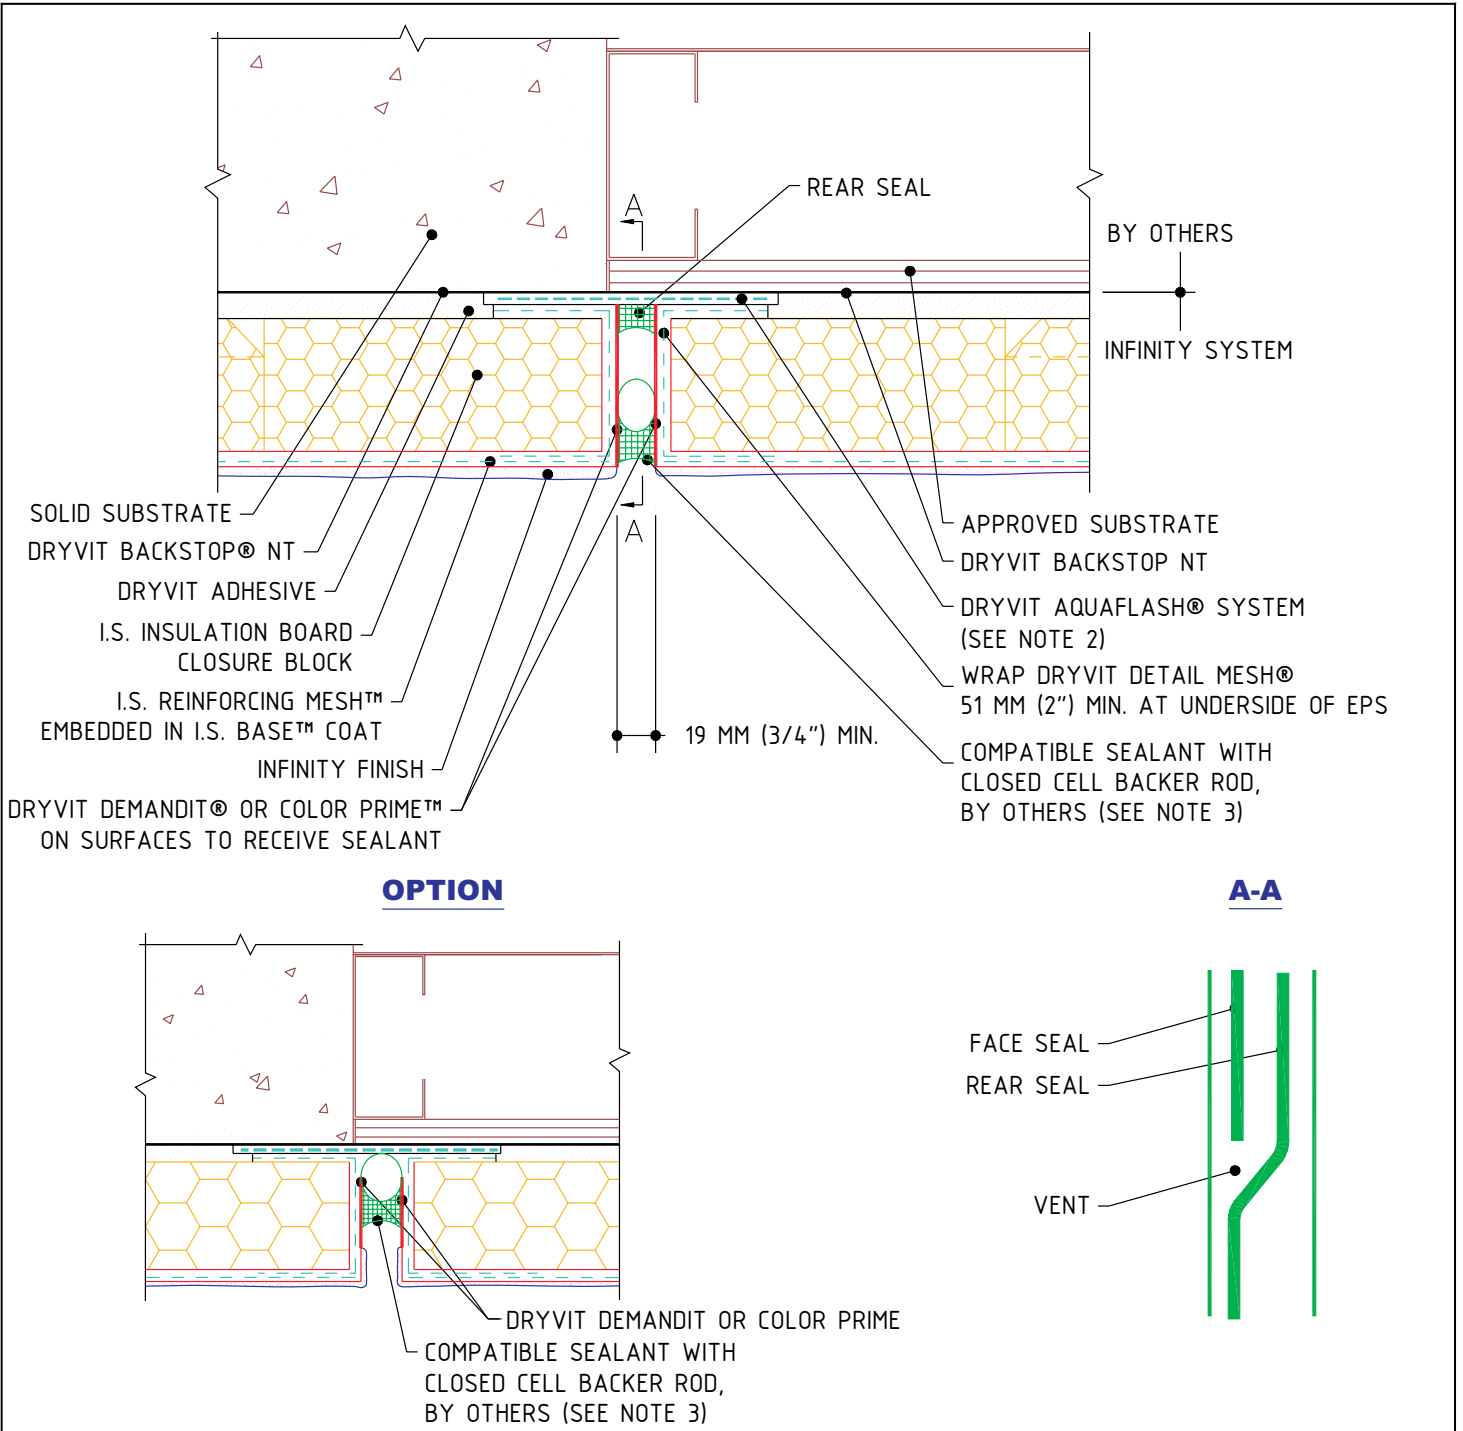 REAR SEAL
A
BY OTHERS
INFINITY SYSTEM
A
SOLID SUBSTRATE
DRYVIT BACKSTOP® NT
DRYVIT ADHESIVE
I.S. INSULATION BOARD
CLOSURE BLOCK
I.S. REINFORCING MESH™
EMBEDDED IN I.S. BASE™ COAT
INFINITY FINISH
DRYVIT DEMANDIT® OR COLOR PRIME™
ON SURFACES TO RECEIVE SEALANT
19 MM (3/4") MIN.
APPROVED SUBSTRATE
DRYVIT BACKSTOP NT
DRYVIT AQUAFLASH® SYSTEM
(SEE NOTE 2)
WRAP DRYVIT DETAIL MESH®
51 MM (2") MIN. AT UNDERSIDE OF EPS
COMPATIBLE SEALANT WITH
CLOSED CELL BACKER ROD,
BY OTHERS (SEE NOTE 3)
OPTION
A-A
FACE SEAL
REAR SEAL
VENT
DRYVIT DEMANDIT OR COLOR PRIME
COMPATIBLE SEALANT WITH
CLOSED CELL BACKER ROD,
BY OTHERS (SEE NOTE 3)